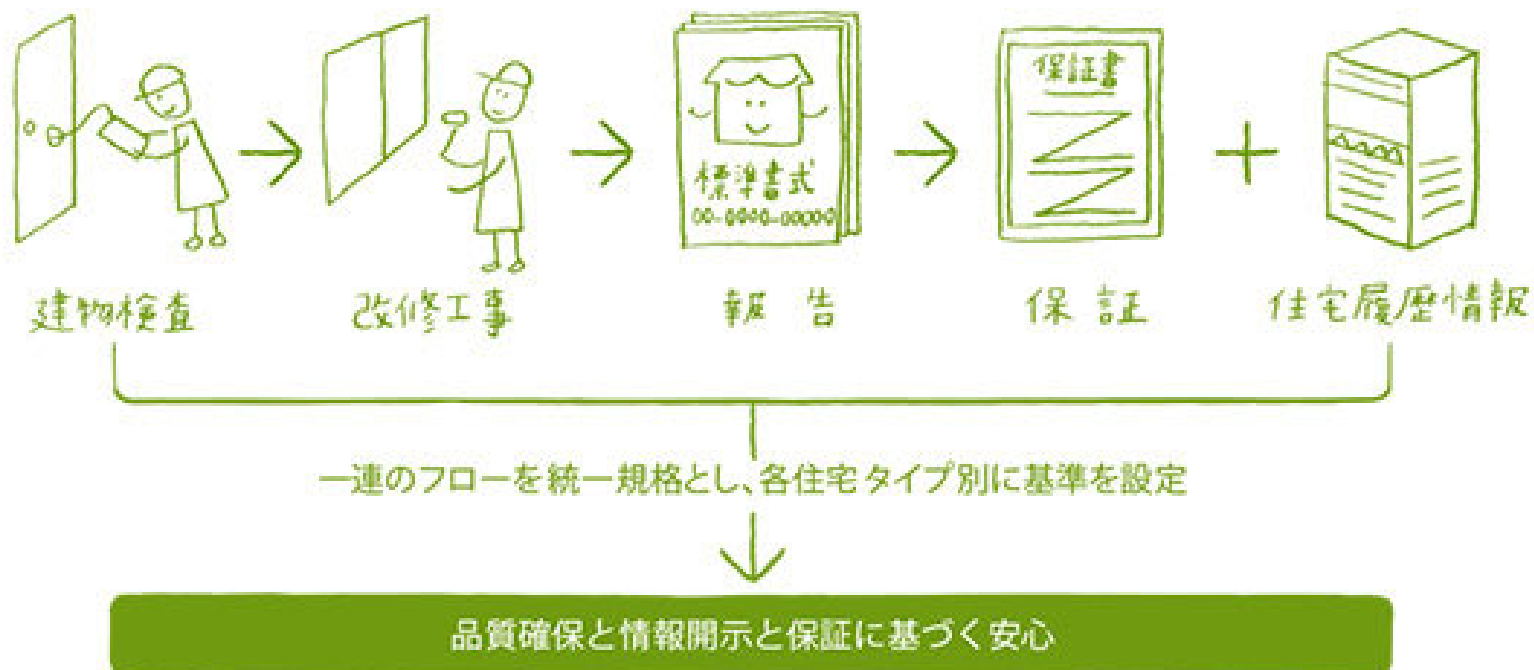 保証書
標準書式
00-0000-00000
建物検査
改修工事
報告
保証
住宅履歴情報
一連のフローを統一規格とし、各住宅タイプ別に基準を設定
品質確保と情報開示と保証に基づく安心